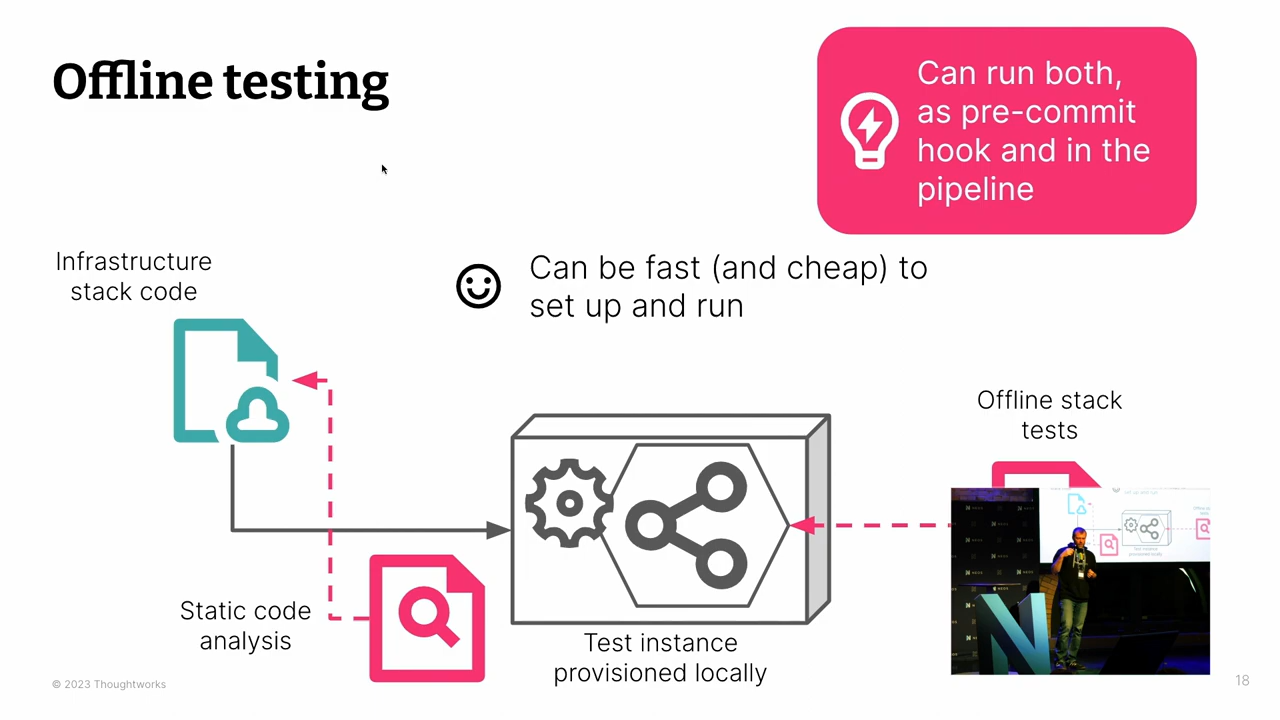 Offline testing
Can run both,
as pre-commit
hook and in the
pipeline
Infrastructure
stack code
Can be fast (and cheap) to
set up and run
Offline stack
tests
Static code
analysis
Test instance
provisioned locally
© 2023 Thoughtworks
18